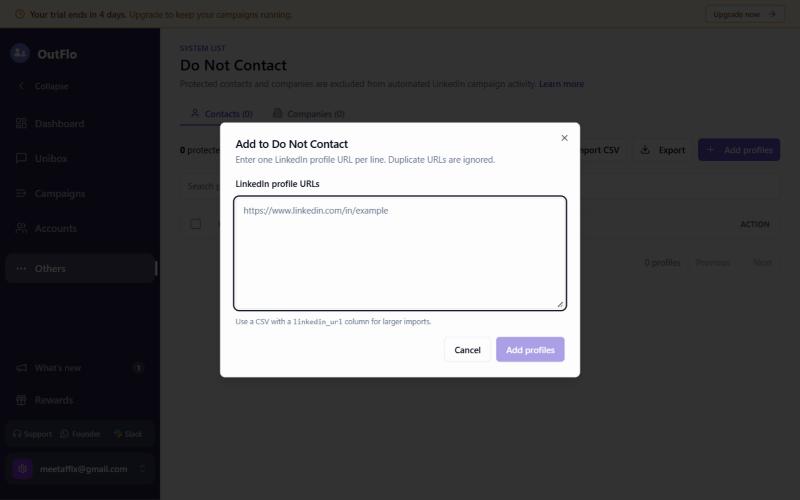 Your trial ends in 4 days. Upgrade to keep your campaigns running.
Upgrade now
OutFlo
Collapse
Dashboard
Unibox
Campaigns
Accounts
Others
What's new
1
Rewards
Support
Founder
Slack
meetaffix@gmail.com
SYSTEM LIST
Do Not Contact
Protected contacts and companies are excluded from automated LinkedIn campaign activity. Learn more
Contacts (0)
Companies (0)
0 protecte
port CSV
Export
Add profiles
Search
ACTION
0 profiles
Previous
Next
Add to Do Not Contact
Enter one LinkedIn profile URL per line. Duplicate URLs are ignored.
LinkedIn profile URLs
https://www.linkedin.com/in/example
Use a CSV with a linkedin_url column for larger imports.
Cancel
Add profiles